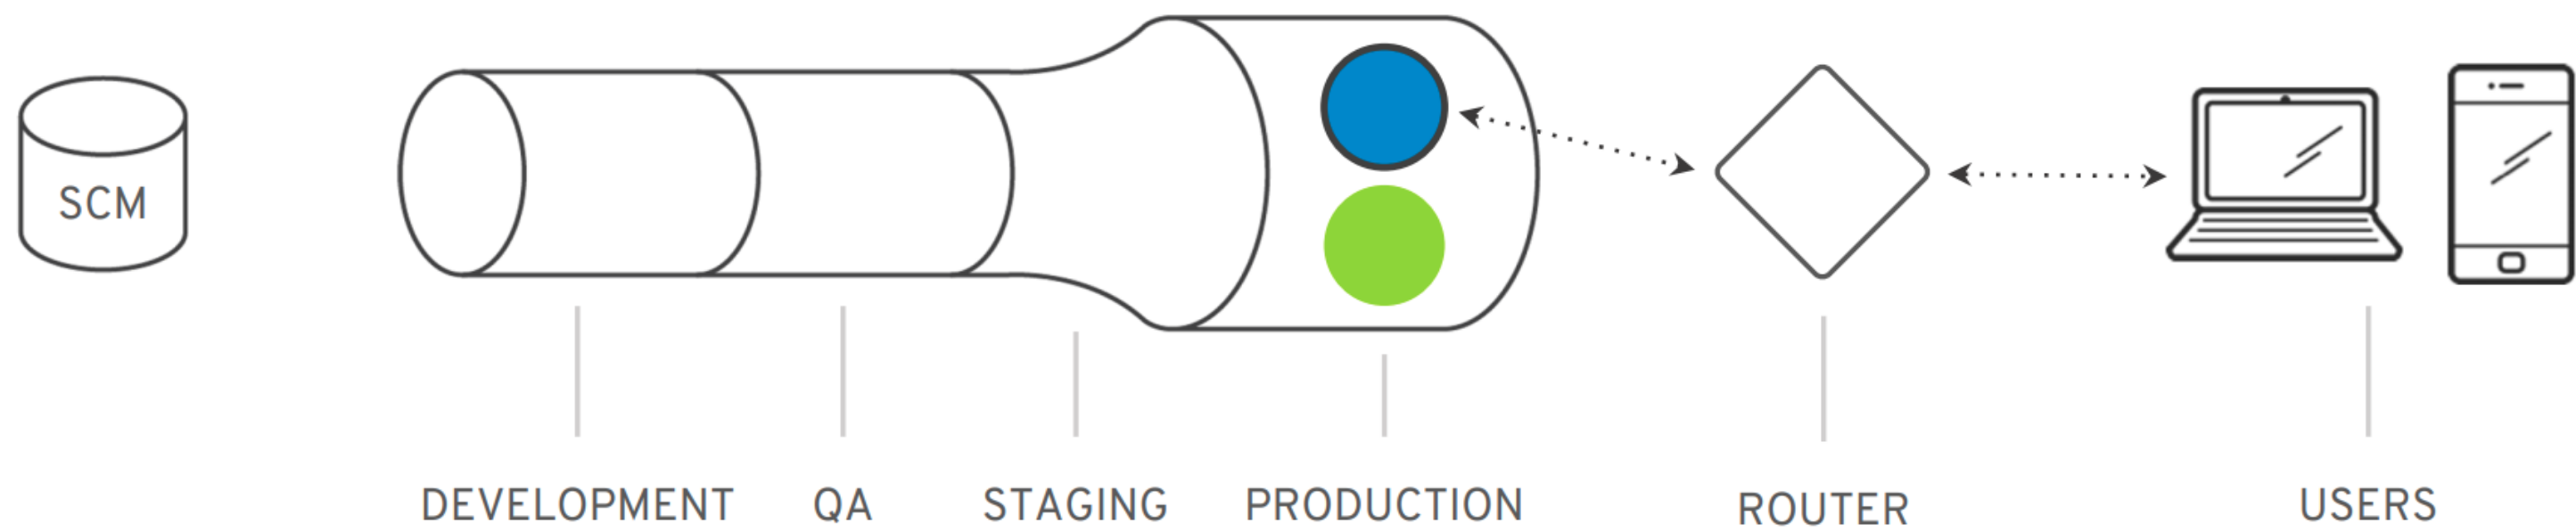 SCM
DEVELOPMENT
QA
STAGING
PRODUCTION
ROUTER
USERS